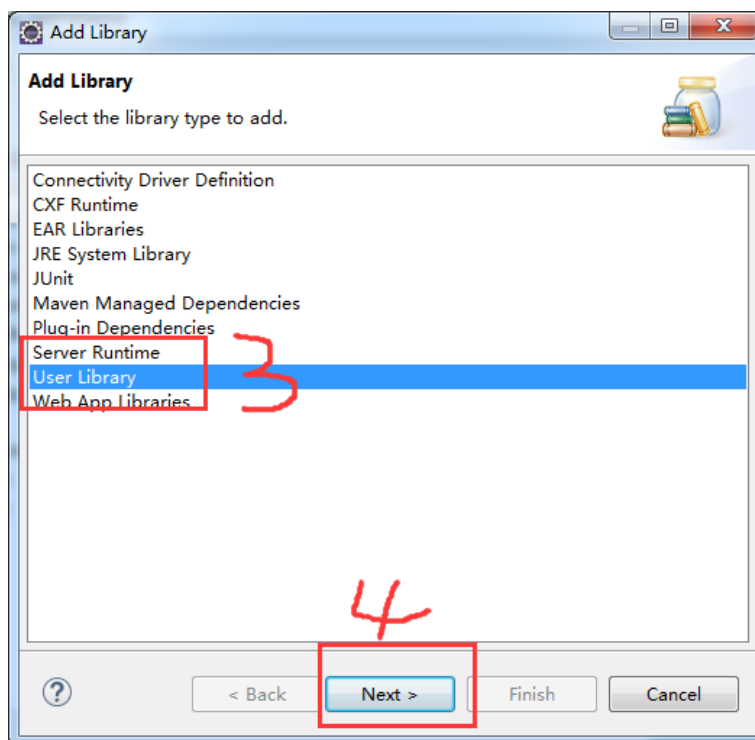 Add Library
Add Library
Select the library type to add.
Connectivity Driver Definition
CXF Runtime
EAR Libraries
JRE System Library
JUnit
Maven Managed Dependencies
Plug-in Dependencies
Server Runtime
User Library
Web App Libraries
3
4
?
< Back Next > Finish Cancel